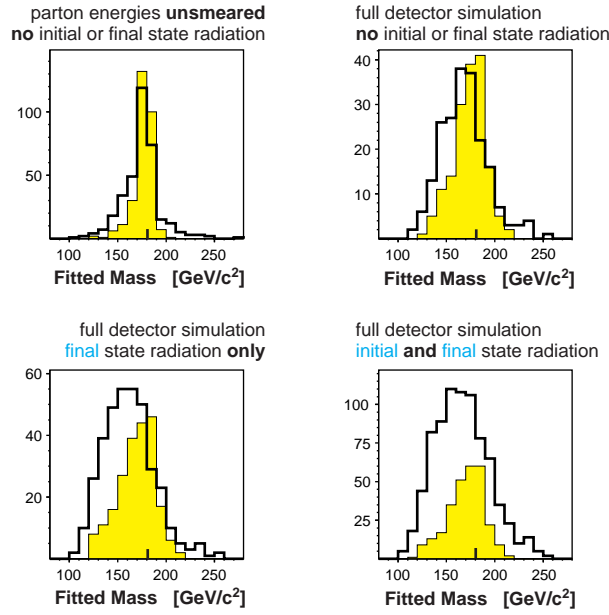 parton energies unsmeared
no initial or final state radiation
100
50
100 150 200 250
Fitted Mass [GeV/c²]
full detector simulation
no initial or final state radiation
40
30
20
10
100 150 200 250
Fitted Mass [GeV/c²]
full detector simulation
final state radiation only
60
40
20
100 150 200 250
Fitted Mass [GeV/c²]
full detector simulation
initial and final state radiation
100
75
50
25
100 150 200 250
Fitted Mass [GeV/c²]